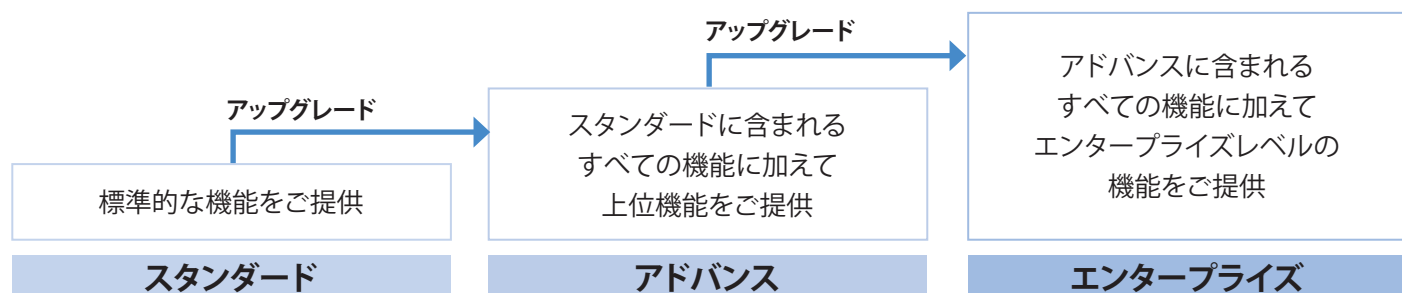 アップグレード
アップグレード
標準的な機能をご提供
スタンダードに含まれる
すべての機能に加えて
上位機能をご提供
アドバンスに含まれる
すべての機能に加えて
エンタープライズレベルの
機能をご提供
スタンダード
アドバンス
エンタープライズ